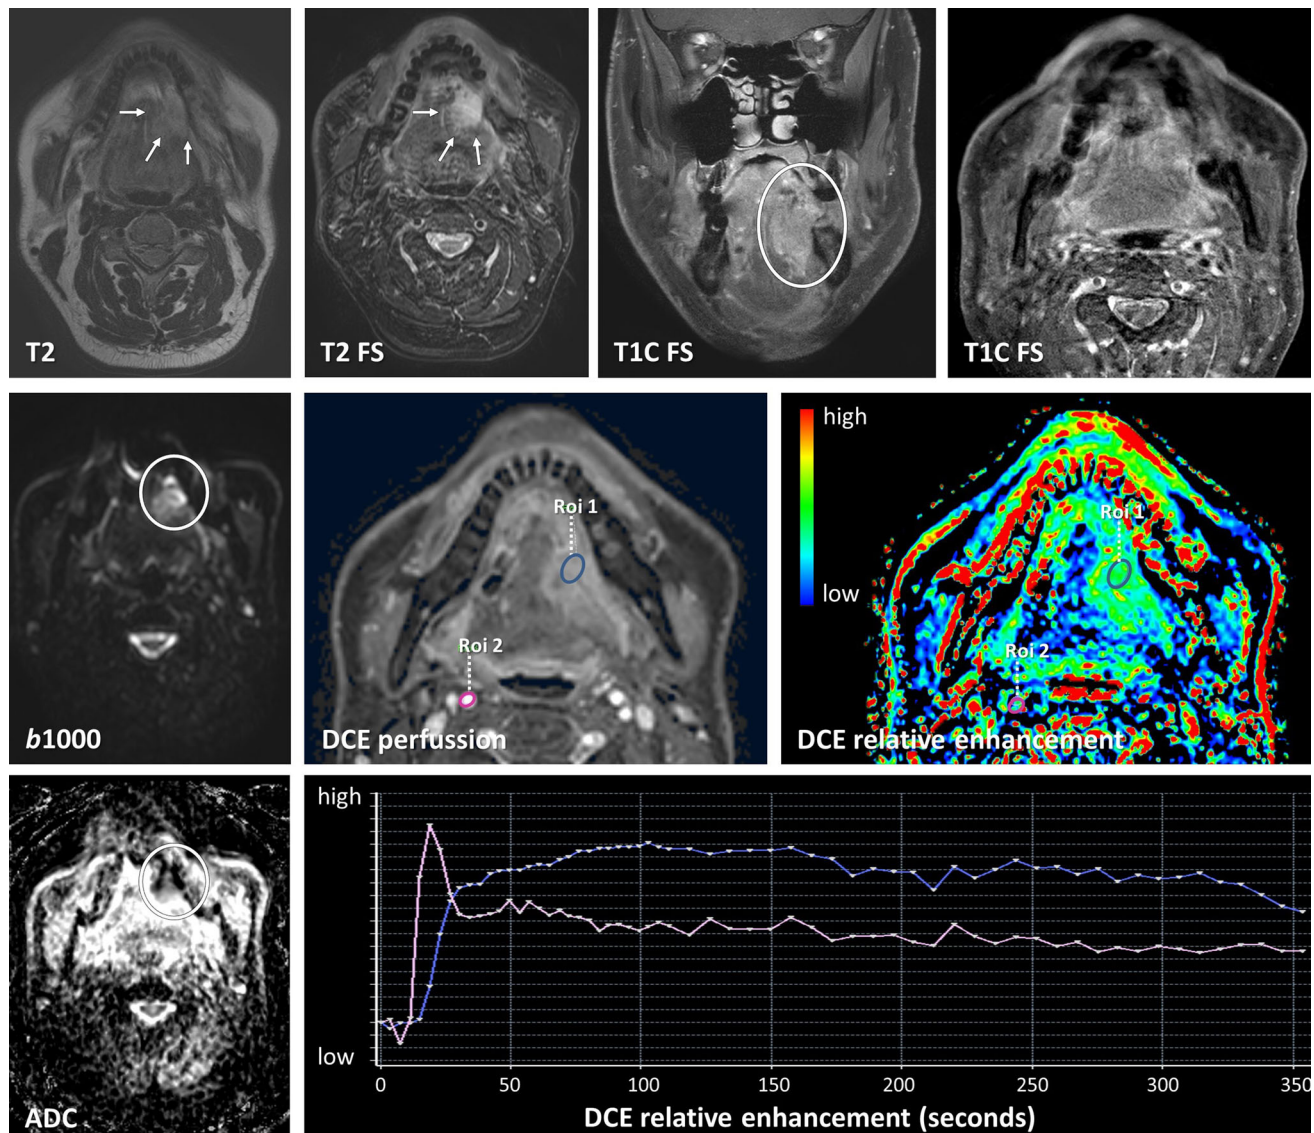 T2
T2 FS
T1C FS
T1C FS
b1000
Roi 1
Roi 2
DCE perfussion
high
low
Roi 1
Roi 2
DCE relative enhancement
ADC
high
low
0 50 100 150 200 250 300 350
DCE relative enhancement (seconds)